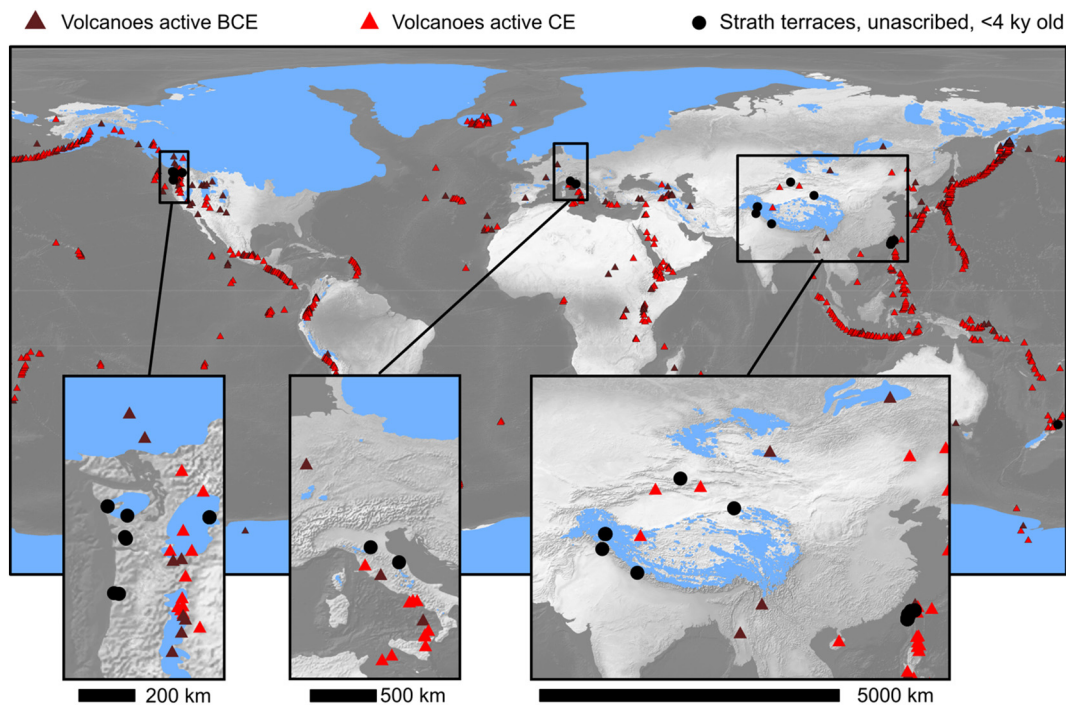 Volcanoes active BCE
Volcanoes active CE
Strath terraces, unascribed, <4 ky old
200 km
500 km
5000 km